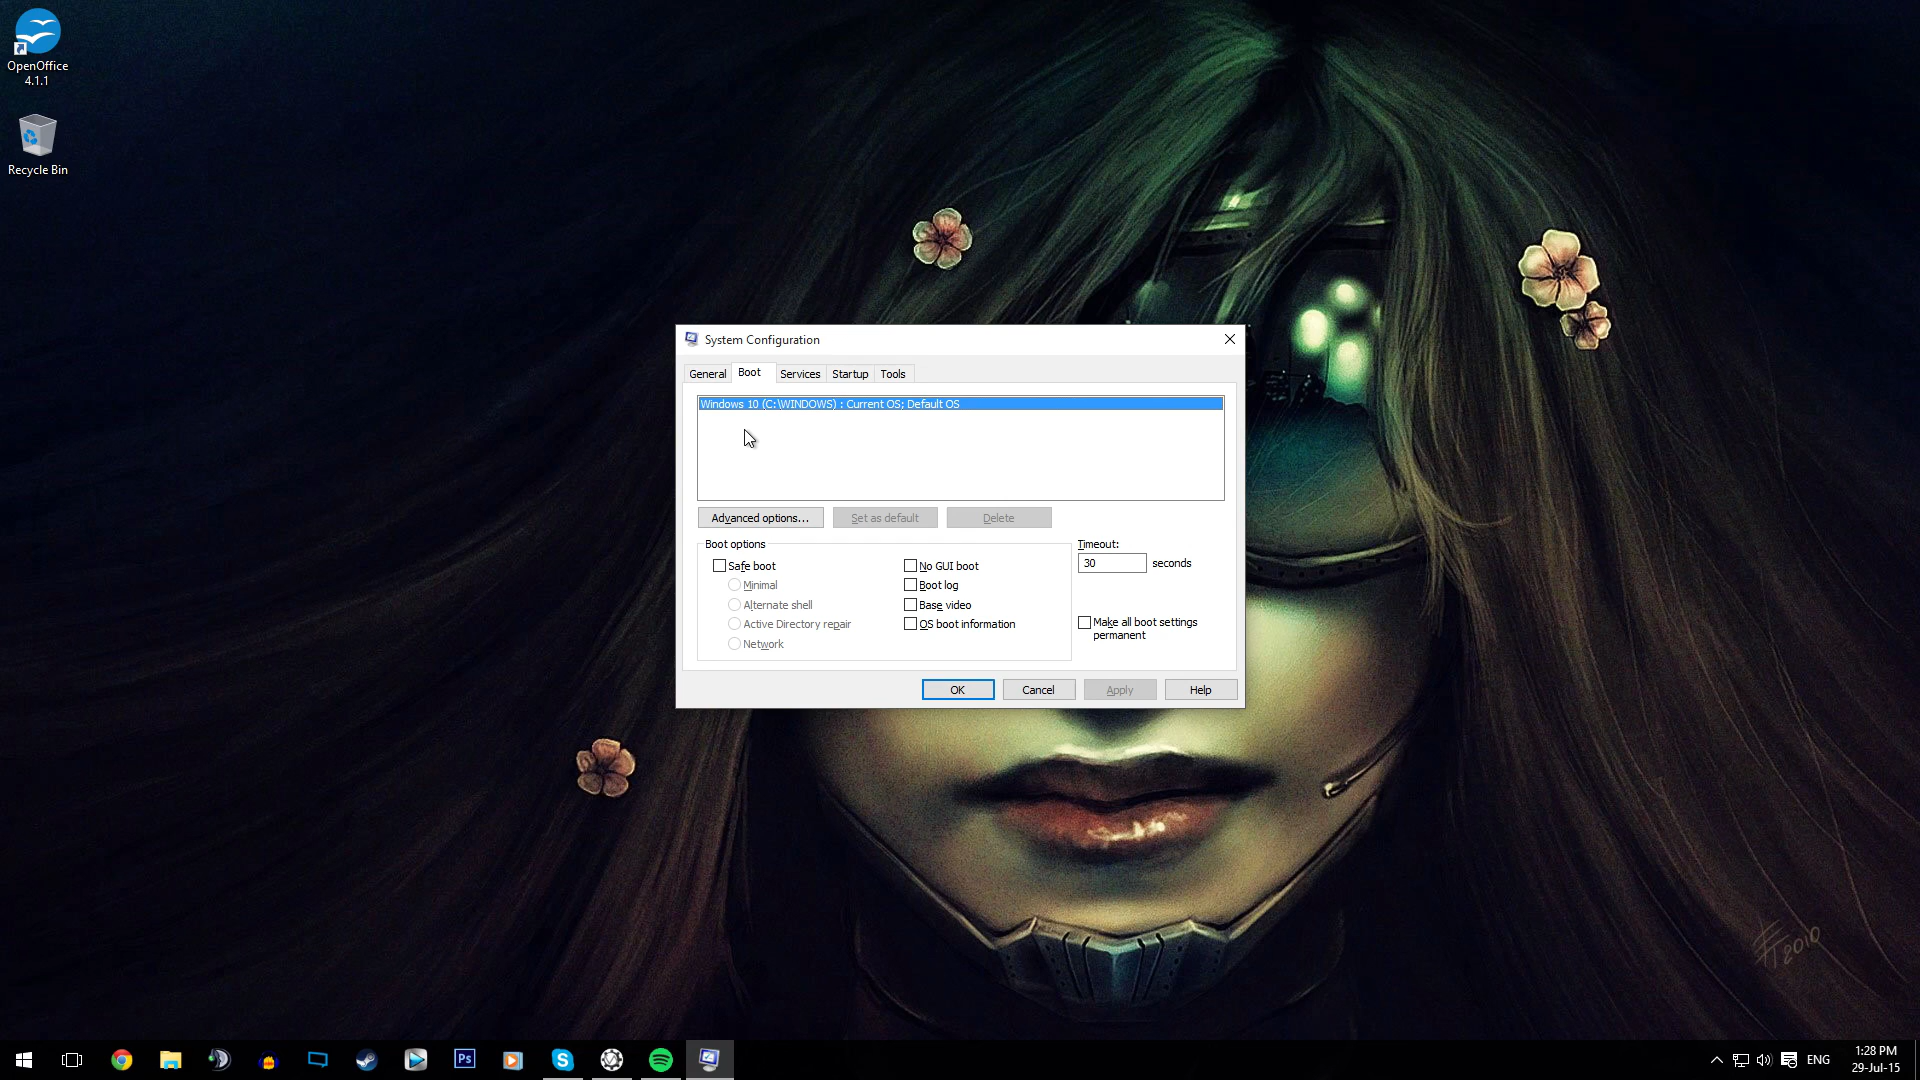 OpenOffice
4.1.1
Recycle Bin
System Configuration
General Boot Services Startup Tools
Windows 10 (C:\WINDOWS) : Current OS; Default OS
Advanced options... Set as default Delete
Boot options
Safe boot
Minimal
Alternate shell
Active Directory repair
Network
No GUI boot
Boot log
Base video
OS boot information
Timeout:
30 seconds
Make all boot settings
permanent
OK Cancel Apply Help
2010
Ps
S
ENG
1:28 PM
29-Jul-15